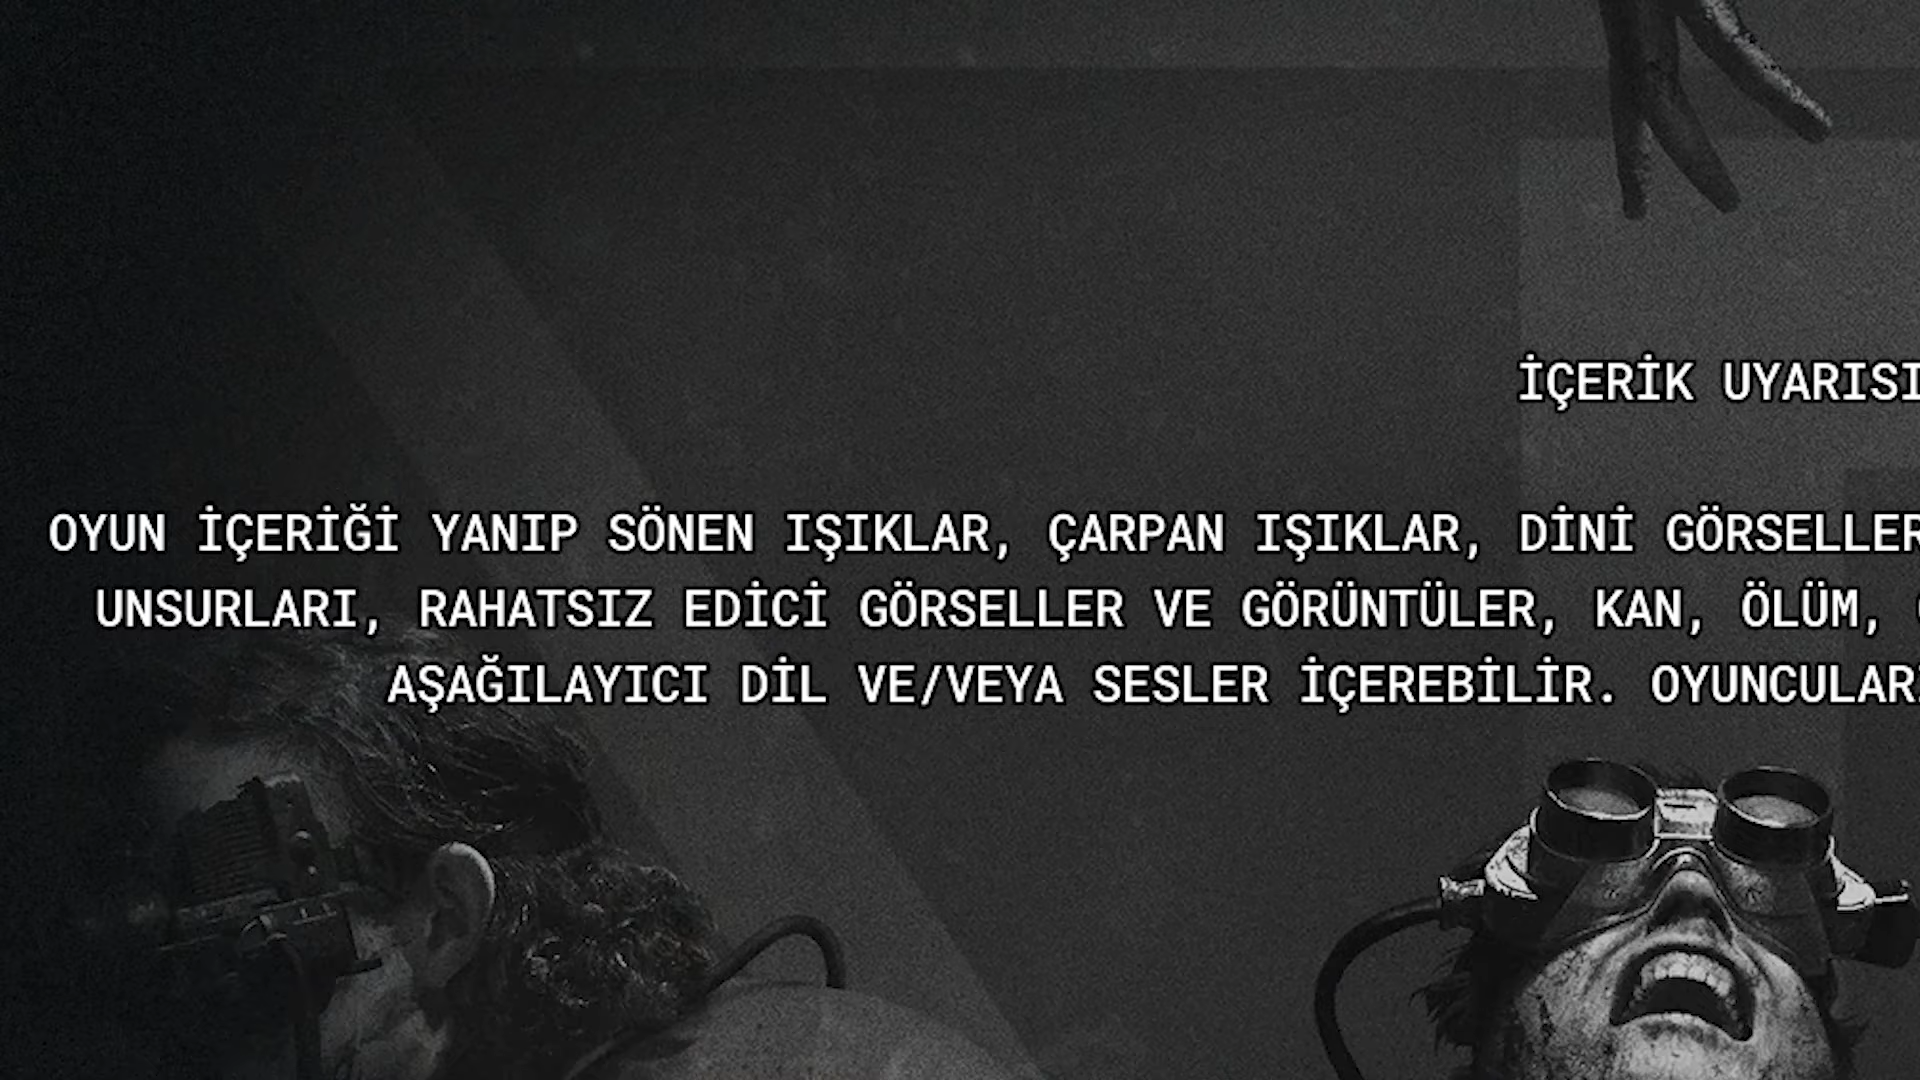 İÇERİK UYARISI
OYUN İÇERİĞİ YANIP SÖNEN IŞIKLAR, ÇARPAN IŞIKLAR, DİNİ GÖRSELLER
UNSURLARI, RAHATSIZ EDİCİ GÖRSELLER VE GÖRÜNTÜLER, KAN, ÖLÜM,
AŞAĞILAYICI DİL VE/VEYA SESLER İÇEREBİLİR. OYUNCULAR